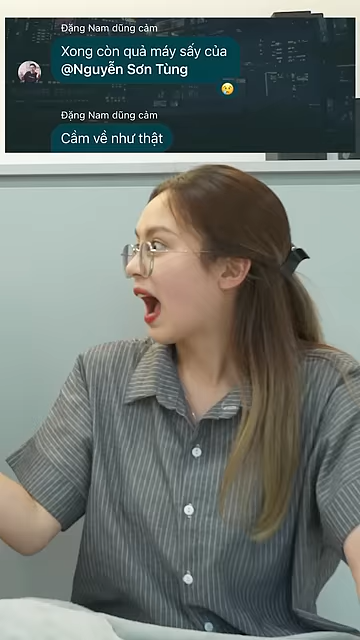 Đặng Nam dũng cảm
Xong còn quả máy sấy của
@Nguyễn Sơn Tùng
Đặng Nam dũng cảm
Cầm về như thật